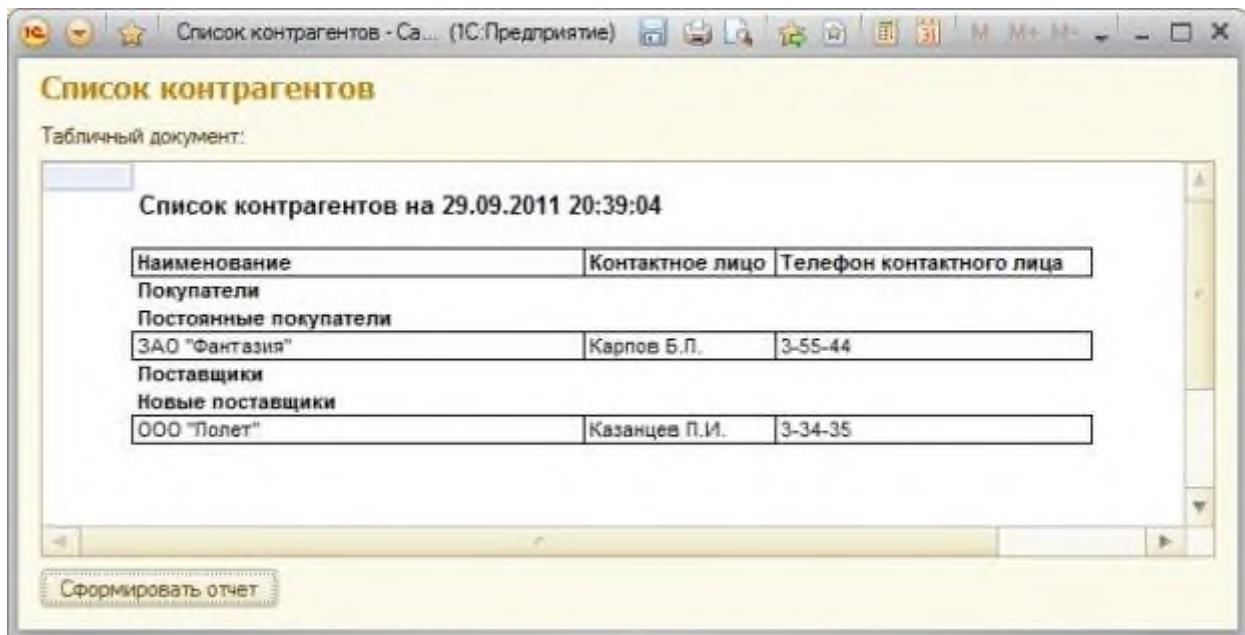 1С Список контрагентов - Са... (1С:Предприятие) 31 M M+ M-
Список контрагентов
Табличный документ:
Список контрагентов на 29.09.2011 20:39:04
Наименование Контактное лицо Телефон контактного лица
Покупатели
Постоянные покупатели
ЗАО "Фантазия" Карпов Б.Л. 3-55-44
Поставщики
Новые поставщики
ООО "Полет" Казанцев П.И. 3-34-35
Сформировать отчет